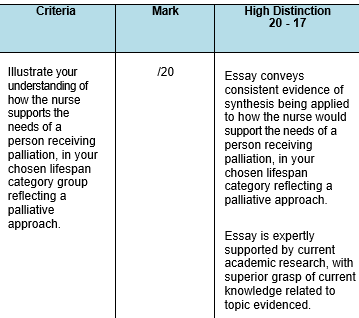 Criteria
Mark
High Distinction
20 - 17
Illustrate your
understanding of
how the nurse
supports the
needs of a
person receiving
palliation, in your
chosen lifespan
category group
reflecting a
palliative
approach.
/20
Essay conveys
consistent evidence of
synthesis being applied
to how the nurse would
support the needs of a
person receiving
palliation, in your
chosen lifespan
category reflecting a
palliative approach.
Essay is expertly
supported by current
academic research, with
superior grasp of current
knowledge related to
topic evidenced.